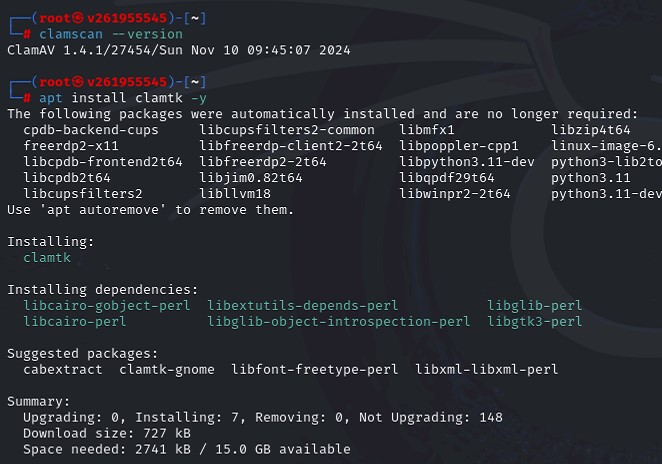 ┌──(root㉿v261955545)-[~]
└─# clamscan --version
ClamAV 1.4.1/27454/Sun Nov 10 09:45:07 2024
┌──(root㉿v261955545)-[~]
└─# apt install clamtk -y
The following packages were automatically installed and are no longer required:
cpdb-backend-cups libcupsfilters2-common libmfx1 libzip4t64
freerdp2-x11 libfreerdp-client2-2t64 libpoppler-cpp1 linux-image-6.
libcpdb-frontend2t64 libfreerdp2-2t64 libpython3.11-dev python3-lib2to
libcpdb2t64 libjim0.82t64 libqpdf29t64 python3.11
libcupsfilters2 libllvm18 libwinpr2-2t64 python3.11-dev
Use 'apt autoremove' to remove them.
Installing:
clamtk
Installing dependencies:
libcairo-gobject-perl libextutils-depends-perl libglib-perl
libcairo-perl libglib-object-introspection-perl libgtk3-perl
Suggested packages:
cabextract clamtk-gnome libfont-freetype-perl libxml-libxml-perl
Summary:
Upgrading: 0, Installing: 7, Removing: 0, Not Upgrading: 148
Download size: 727 kB
Space needed: 2741 kB / 15.0 GB available